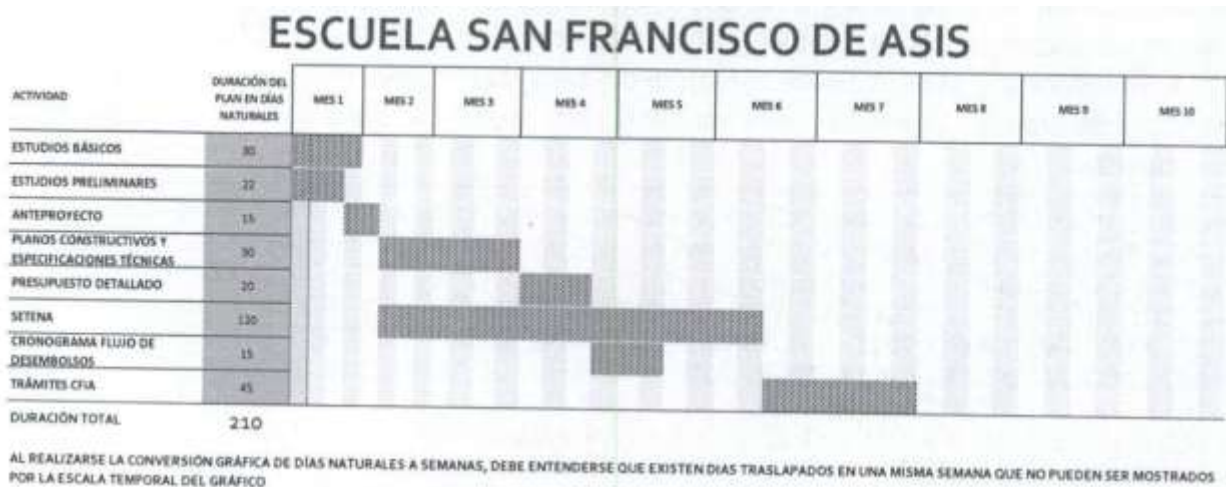 ESCUELA SAN FRANCISCO DE ASIS
ACTIVIDAD
DURACIÓN DEL
PLAN EN DÍAS
NATURALES
MES 1
MES 2
MES 3
MES 4
MES 5
MES 6
MES 7
MES 8
MES 9
MES 10
ESTUDIOS BÁSICOS 30
ESTUDIOS PRELIMINARES 22
ANTEPROYECTO 15
PLANOS CONSTRUCTIVOS Y
ESPECIFICACIONES TÉCNICAS 30
PRESUPUESTO DETALLADO 20
SETENA 120
CRONOGRAMA FLUJO DE
DESEMBOLSOS 15
TRÁMITES CFIA 45
DURACIÓN TOTAL 210
AL REALIZARSE LA CONVERSIÓN GRÁFICA DE DÍAS NATURALES A SEMANAS, DEBE ENTENDERSE QUE EXISTEN DIAS TRASLAPADOS EN UNA MISMA SEMANA QUE NO PUEDEN SER MOSTRADOS
POR LA ESCALA TEMPORAL DEL GRÁFICO